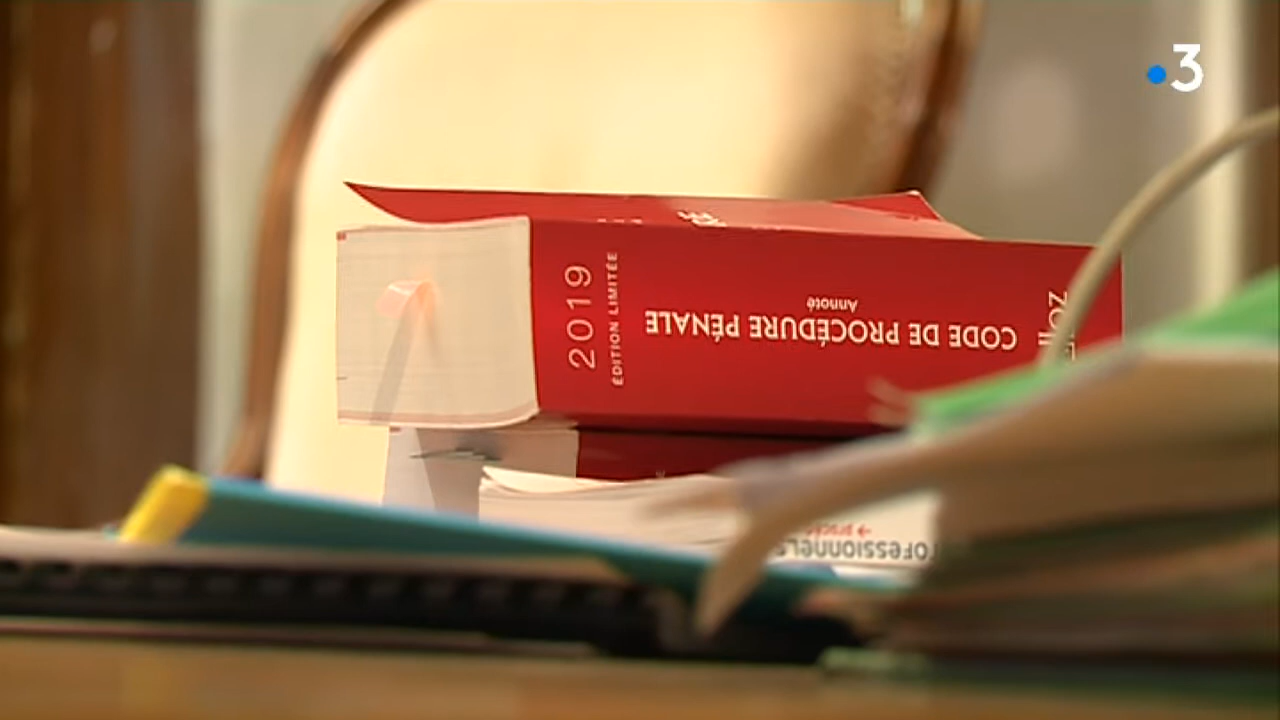 3
2019
ÉDITION LIMITÉE
CODE DE PROCÉDURE PÉNALE
Annoté